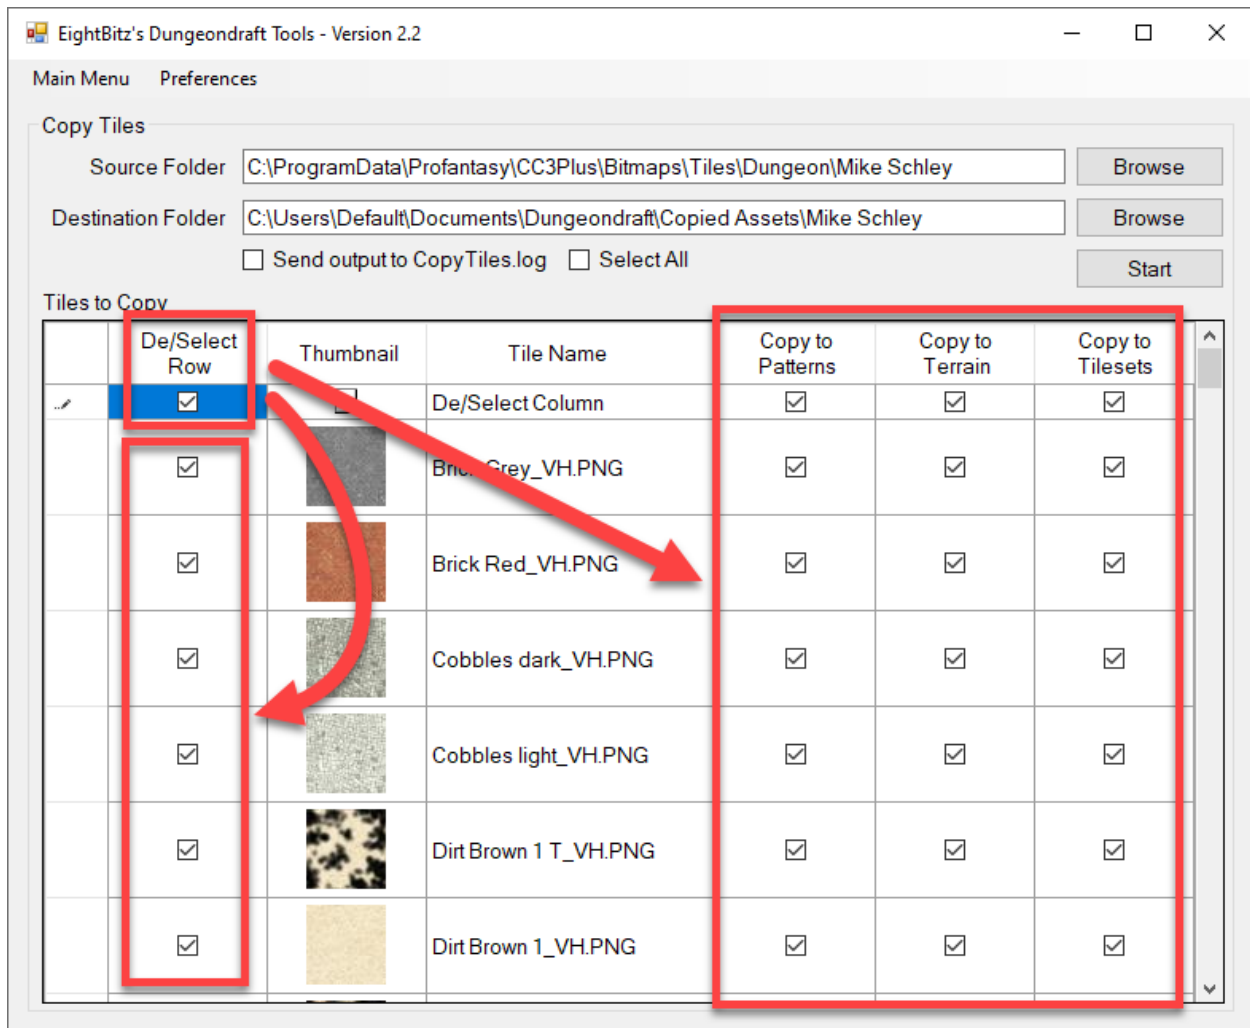 EightBitz's Dungeondraft Tools - Version 2.2
Main Menu Preferences
Copy Tiles
Source Folder C:\ProgramData\Profantasy\CC3Plus\Bitmaps\Tiles\Dungeon\Mike Schley Browse
Destination Folder C:\Users\Default\Documents\Dungeondraft\Copied Assets\Mike Schley Browse
Send output to CopyTiles.log Select All
Start
Tiles to Copy
De/Select Row Thumbnail Tile Name Copy to Patterns Copy to Terrain Copy to Tilesets
De/Select Column
Brick Grey_VH.PNG
Brick Red_VH.PNG
Cobbles dark_VH.PNG
Cobbles light_VH.PNG
Dirt Brown 1 T_VH.PNG
Dirt Brown 1_VH.PNG